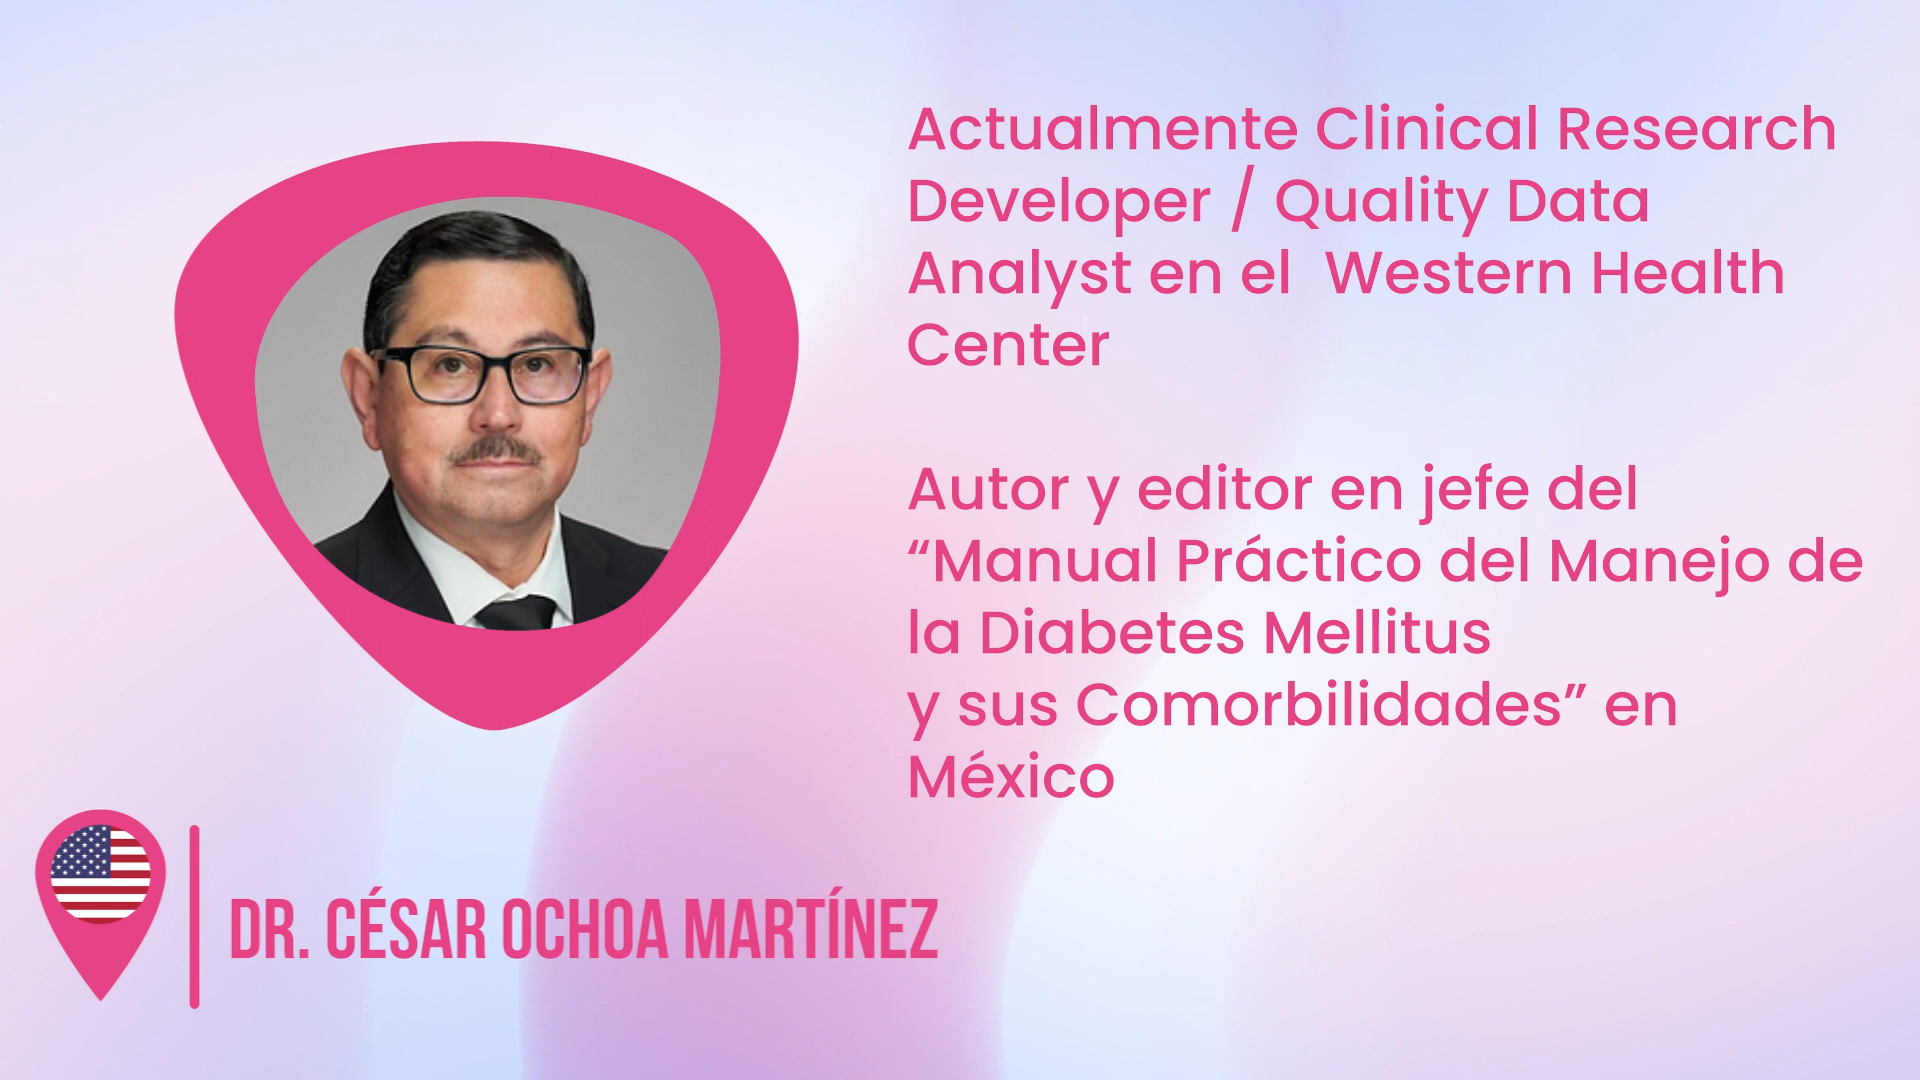 Actualmente Clinical Research
Developer / Quality Data
Analyst en el  Western Health
Center
Autor y editor en jefe del
“Manual Práctico del Manejo de
la Diabetes Mellitus
y sus Comorbilidades” en
México
DR. CÉSAR OCHOA MARTÍNEZ